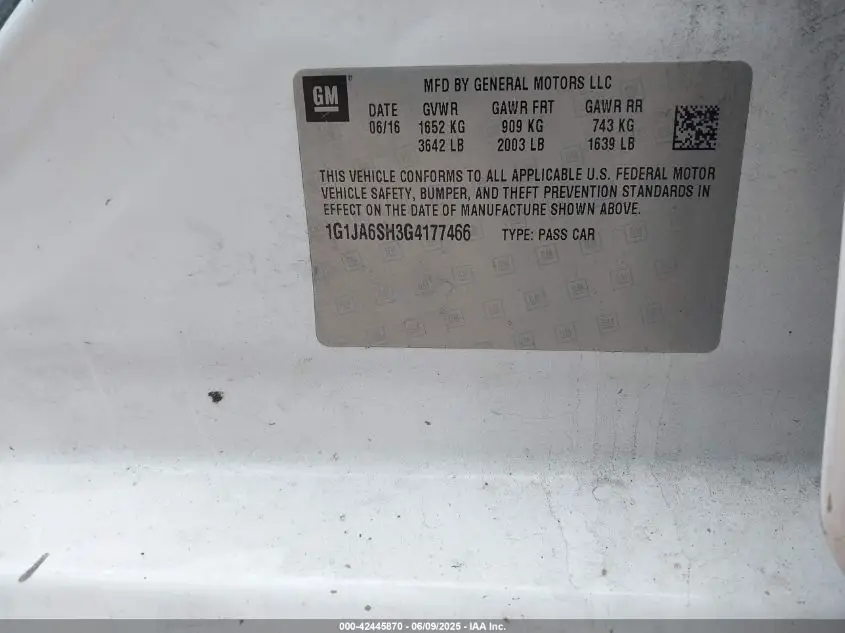 MFD BY GENERAL MOTORS LLC
GM
DATE GVWR GAWR FRT GAWR RR
06/16 1652 KG 909 KG 743 KG
3642 LB 2003 LB 1639 LB
THIS VEHICLE CONFORMS TO ALL APPLICABLE U.S. FEDERAL MOTOR
VEHICLE SAFETY, BUMPER, AND THEFT PREVENTION STANDARDS IN
EFFECT ON THE DATE OF MANUFACTURE SHOWN ABOVE.
1G1JA6SH3G4177466 TYPE: PASS CAR
000-42445870 - 06/09/2025 - IAA Inc.